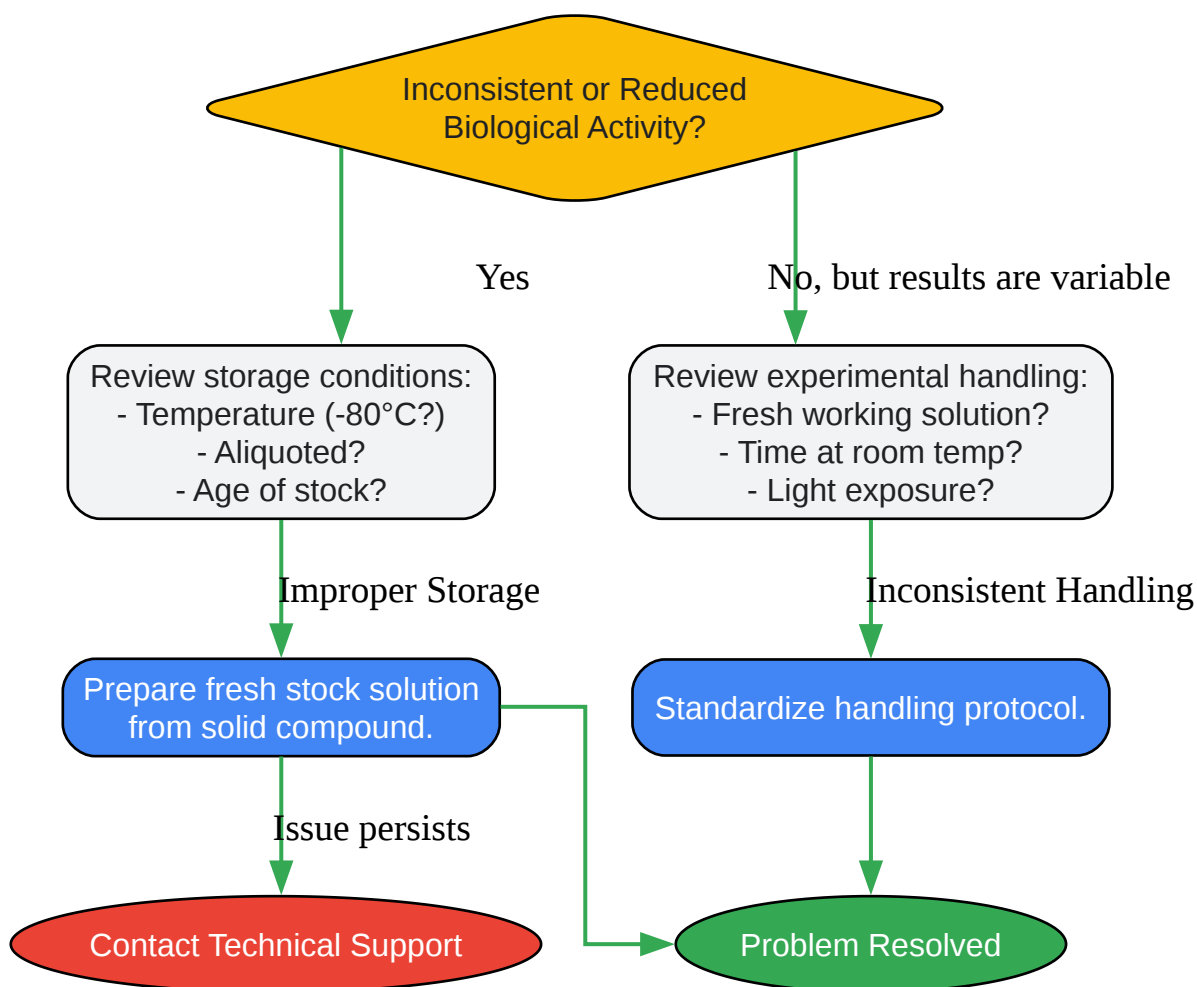 Inconsistent or Reduced
Biological Activity?
Yes
No, but results are variable
Review storage conditions:
- Temperature (-80°C?)
- Aliquoted?
- Age of stock?
Review experimental handling:
- Fresh working solution?
- Time at room temp?
- Light exposure?
Improper Storage
Inconsistent Handling
Prepare fresh stock solution
from solid compound.
Standardize handling protocol.
Issue persists
Contact Technical Support
Problem Resolved